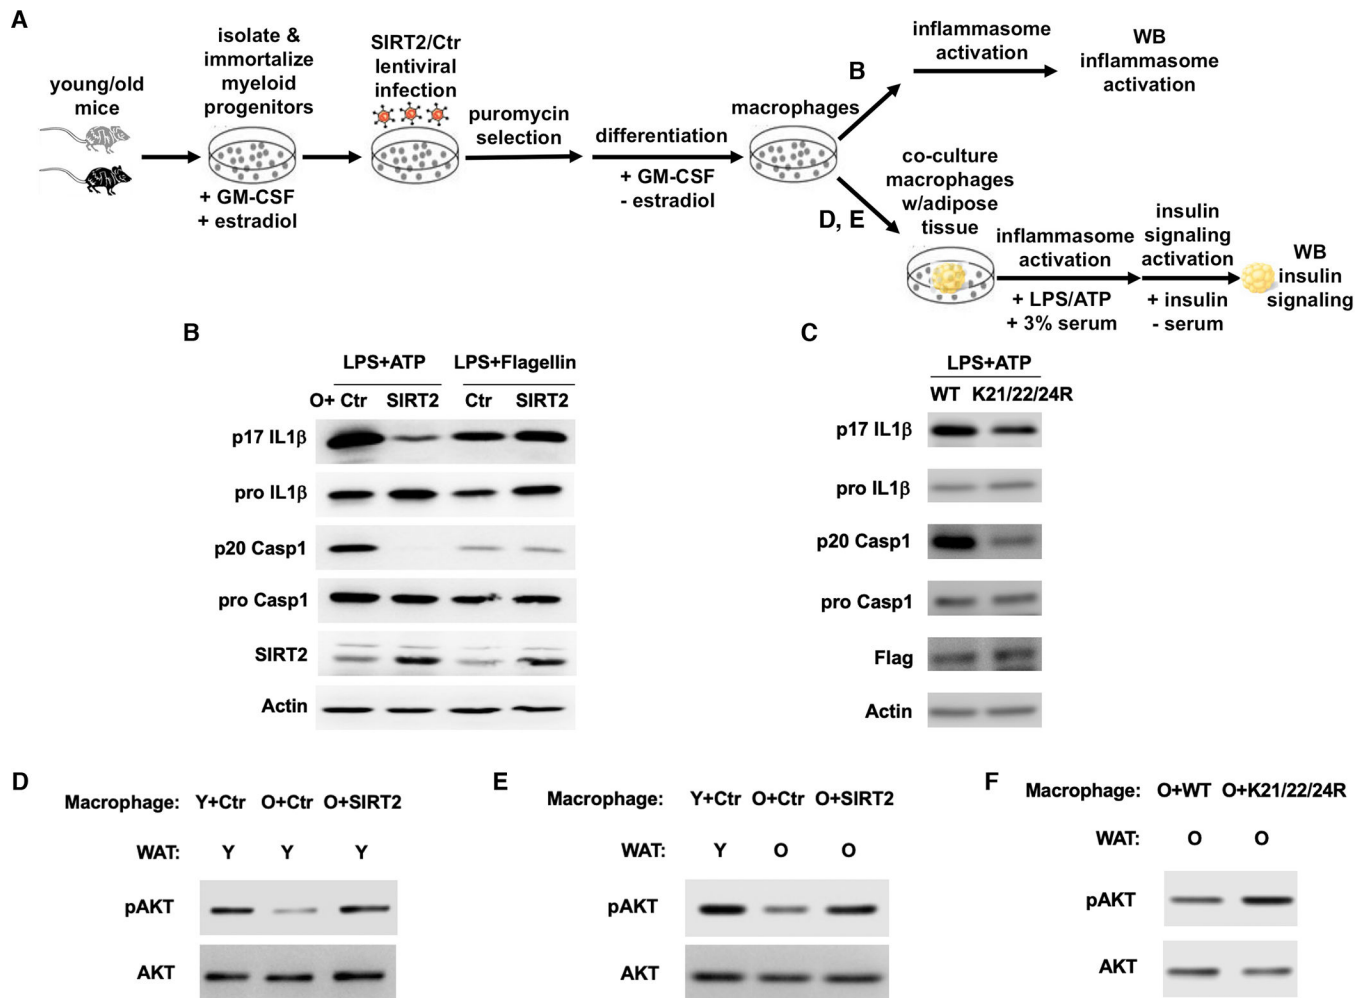 A
young/old
mice
isolate &
immortalize
myeloid
progenitors
+ GM-CSF
+ estradiol
SIRT2/Ctr
lentiviral
infection
puromycin
selection
differentiation
+ GM-CSF
- estradiol
macrophages
B
inflammasome
activation
WB
inflammasome
activation
D, E
co-culture
macrophages
w/adipose
tissue
inflammasome
activation
+ LPS/ATP
+ 3% serum
insulin
signaling
activation
+ insulin
- serum
WB
insulin
signaling
B
LPS+ATP LPS+Flagellin
O+ Ctr SIRT2 Ctr SIRT2
p17 IL1β
pro IL1β
p20 Casp1
pro Casp1
SIRT2
Actin
C
LPS+ATP
WT K21/22/24R
p17 IL1β
pro IL1β
p20 Casp1
pro Casp1
Flag
Actin
D
Macrophage: Y+Ctr O+Ctr O+SIRT2
WAT: Y Y Y
pAKT
AKT
E
Macrophage: Y+Ctr O+Ctr O+SIRT2
WAT: Y O O
pAKT
AKT
F
Macrophage: O+WT O+K21/22/24R
WAT: O O
pAKT
AKT